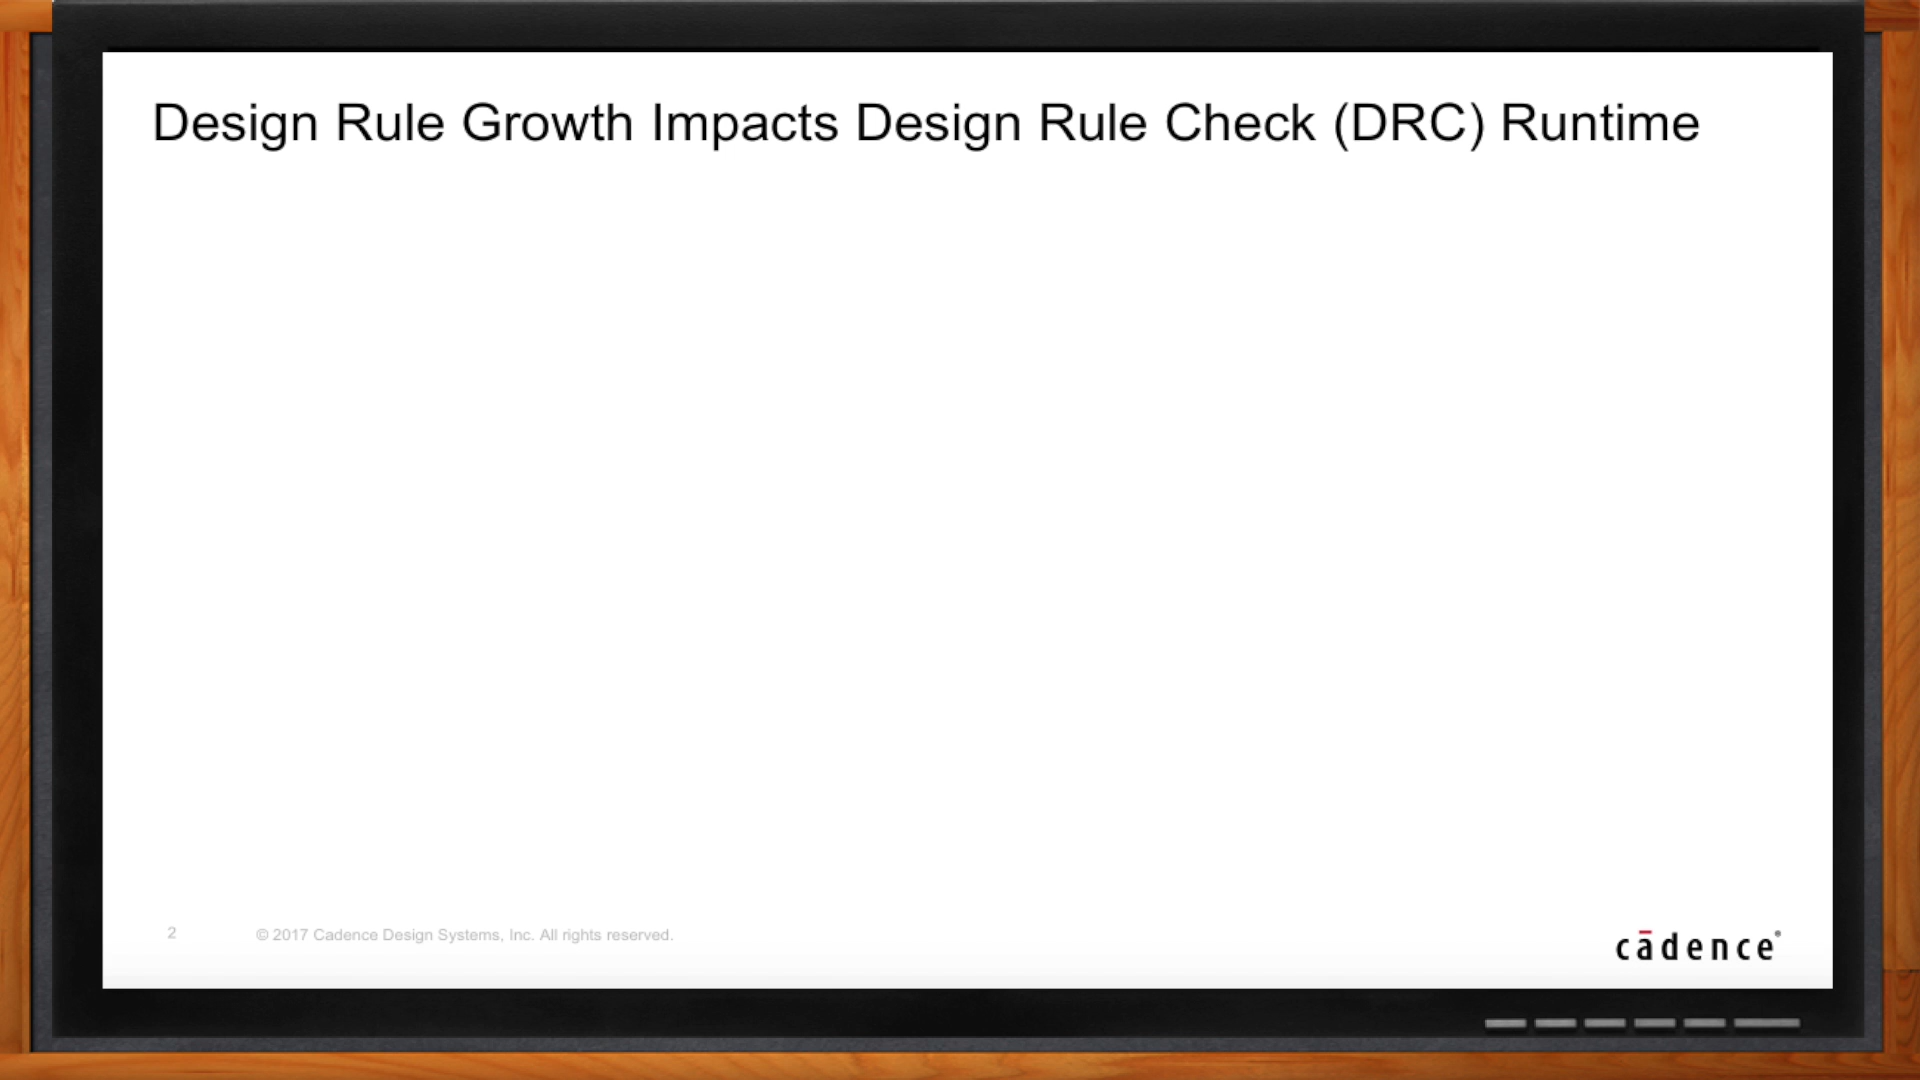 Design Rule Growth Impacts Design Rule Check (DRC) Runtime
2
© 2017 Cadence Design Systems, Inc. All rights reserved.
cādence®